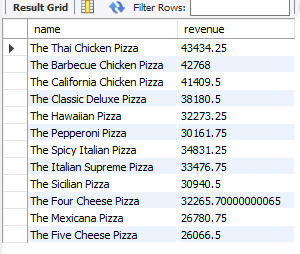 Result Grid Filter Rows:
name revenue
The Thai Chicken Pizza 43434.25
The Barbecue Chicken Pizza 42768
The California Chicken Pizza 41409.5
The Classic Deluxe Pizza 38180.5
The Hawaiian Pizza 32273.25
The Pepperoni Pizza 30161.75
The Spicy Italian Pizza 34831.25
The Italian Supreme Pizza 33476.75
The Sicilian Pizza 30940.5
The Four Cheese Pizza 32265.70000000065
The Mexicana Pizza 26780.75
The Five Cheese Pizza 26066.5